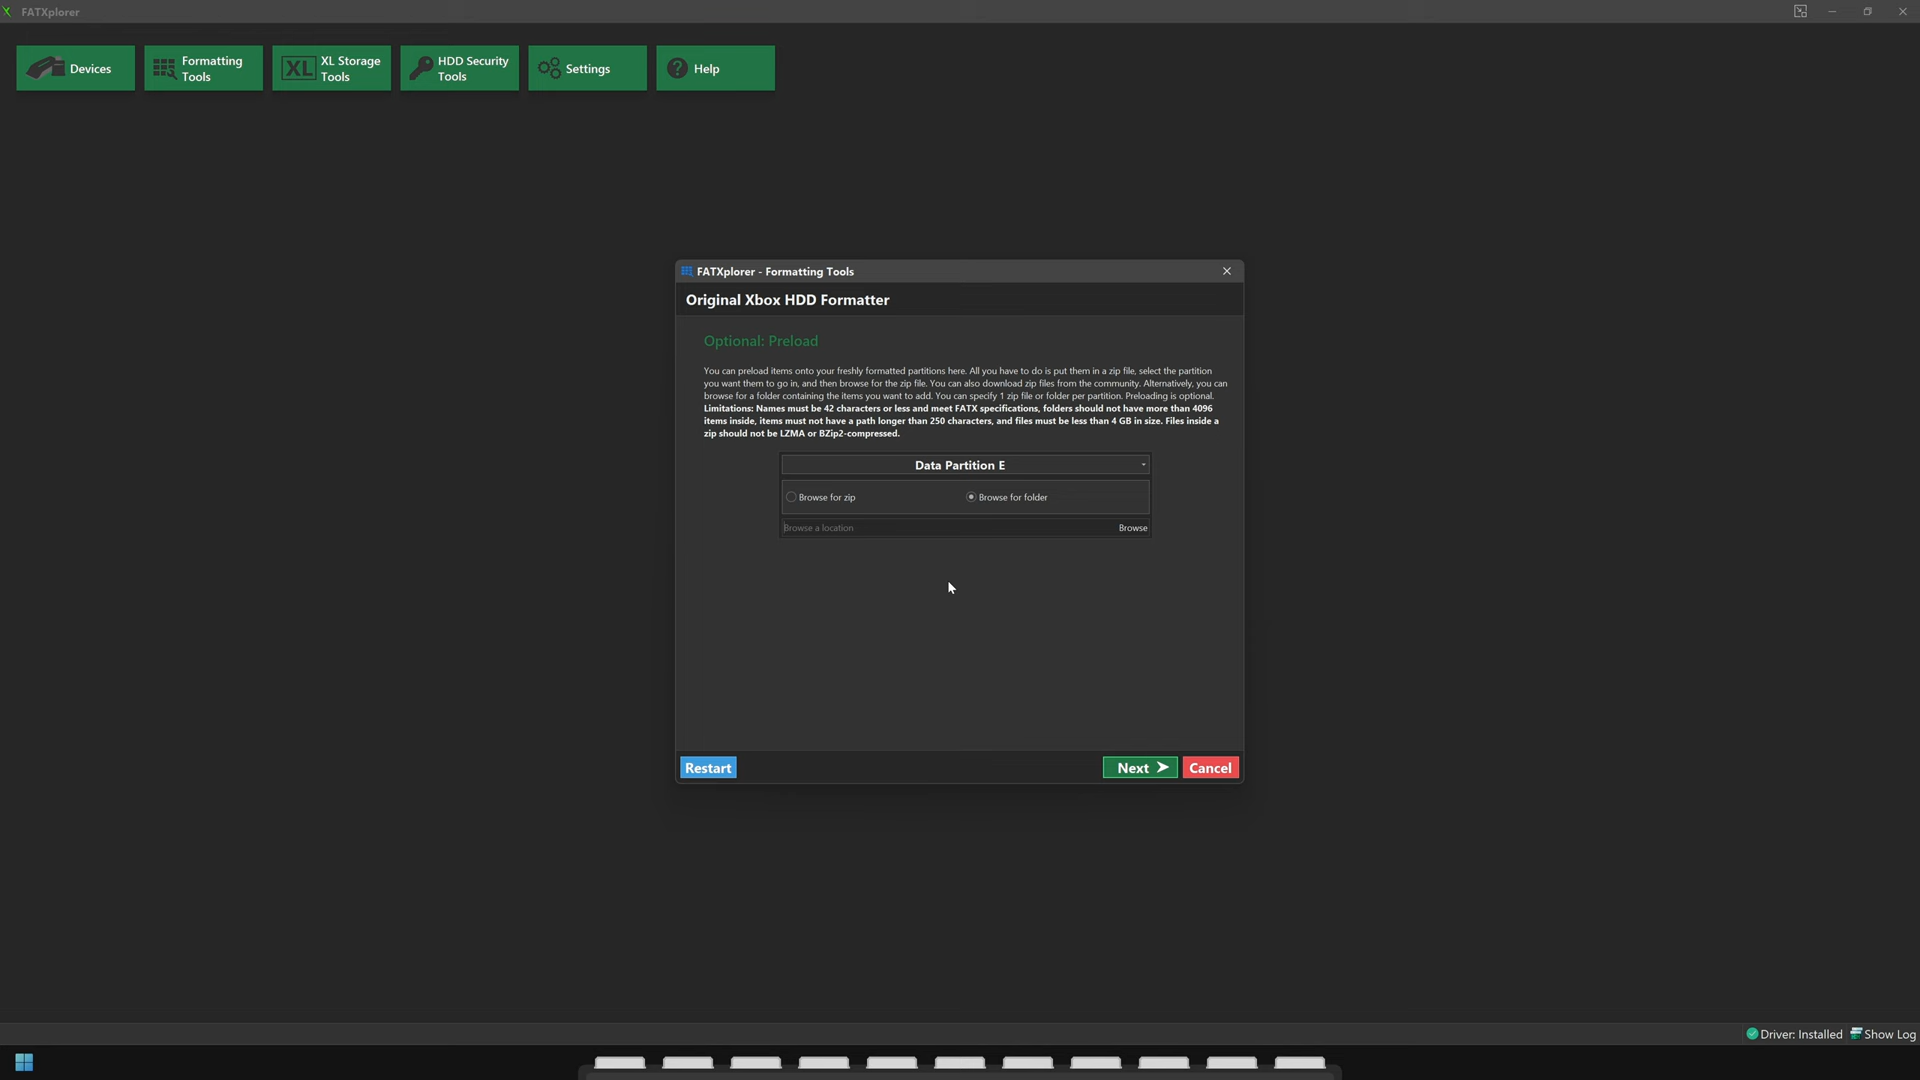 FATXplorer
Devices
Formatting
Tools
XL
XL Storage
Tools
HDD Security
Tools
Settings
? Help
FATXplorer - Formatting Tools
Original Xbox HDD Formatter
Optional: Preload
You can preload items onto your freshly formatted partitions here. All you have to do is put them in a zip file, select the partition
you want them to go in, and then browse for the zip file. You can also download zip files from the community. Alternatively, you can
browse for a folder containing the items you want to add. You can specify 1 zip file or folder per partition. Preloading is optional.
Limitations: Names must be 42 characters or less and meet FATX specifications, folders should not have more than 4096
items inside, items must not have a path longer than 250 characters, and files must be less than 4 GB in size. Files inside a
zip should not be LZMA or BZip2-compressed.
Data Partition E
Browse for zip
Browse for folder
Browse a location
Browse
Restart
Next
Cancel
Driver: Installed
Show Log